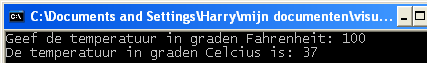 C:\Documents and Settings\Harry\mijn documenten\visu...
Geef de temperatuur in graden Fahrenheit: 100
De temperatuur in graden Celcius is: 37